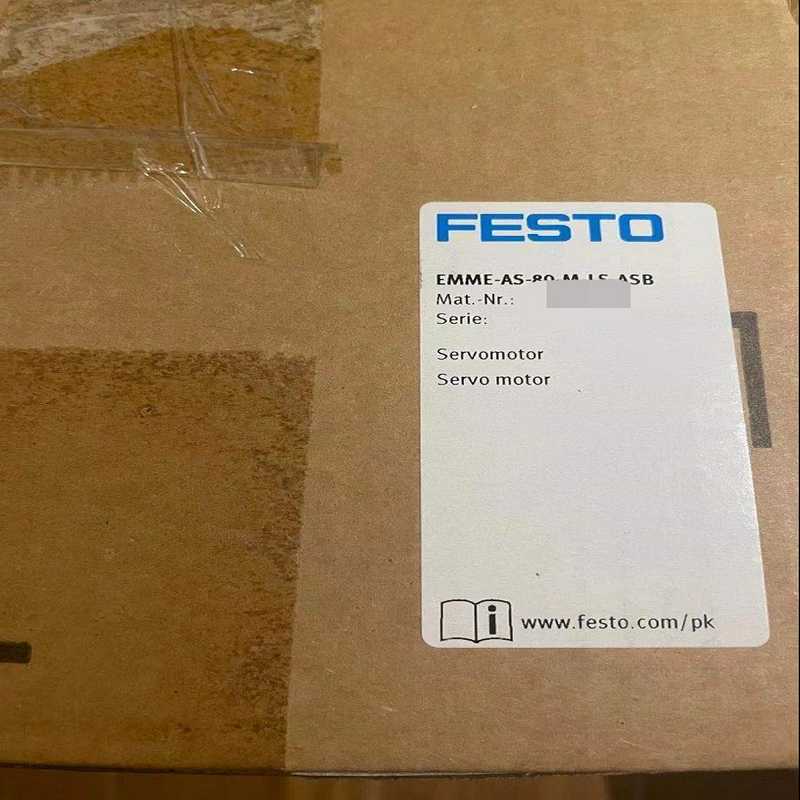 FESTO
EMME-AS-80-M-LS-ASB
Mat.-Nr.:
Serie:
Servomotor
Servo motor
i www.festo.com/pk